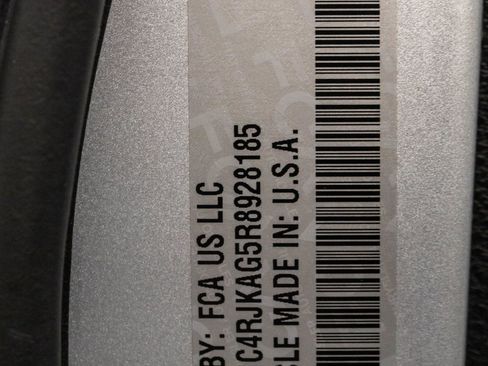 BY: FCA US LLC
C4RJKAG5R8928185
CLE MADE IN: U.S.A.